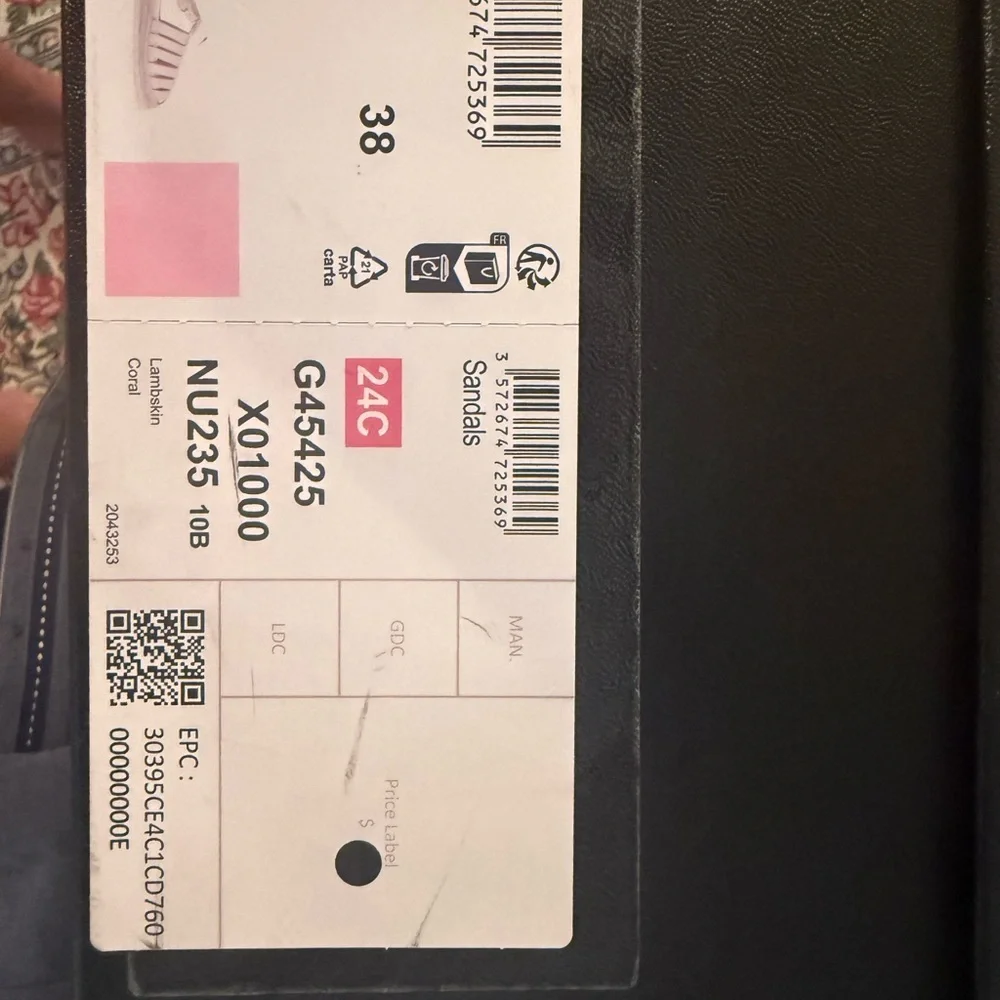 674 725369
38
FR
21
PAP
carta
3 572674 725369
Sandals
24C
G45425
X01000
NU235 10B
Lambskin
Coral
2043253
MAN.
GDC
LDC
Price Label
$
EPC :
30395CE4C1CD760
00000000E